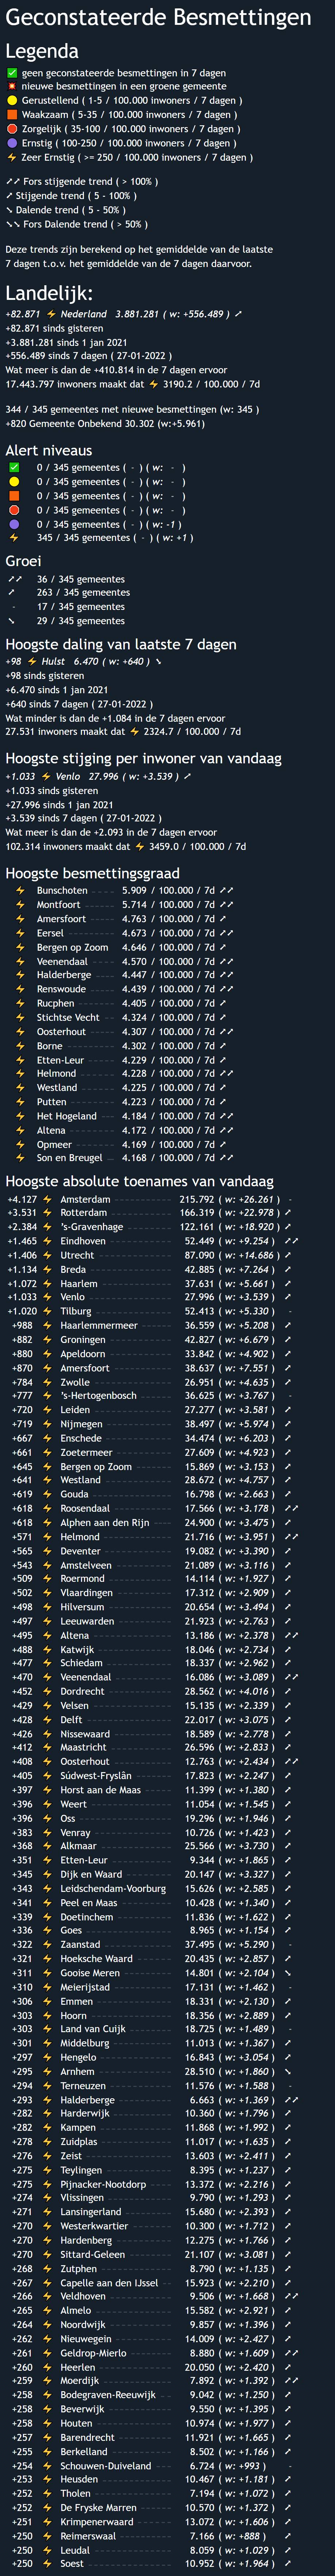 Geconstateerde Besmettingen
Legenda
geen geconstateerde besmettingen in 7 dagen
nieuwe besmettingen in een groene gemeente
Gerustellend ( 1-5 / 100.000 inwoners / 7 dagen )
Waakzaam ( 5-35 / 100.000 inwoners / 7 dagen )
Zorgelijk ( 35-100 / 100.000 inwoners / 7 dagen )
Ernstig ( 100-250 / 100.000 inwoners / 7 dagen )
⚡ Zeer Ernstig ( >= 250 / 100.000 inwoners / 7 dagen )
↗↗ Fors stijgende trend ( > 100% )
↗ Stijgende trend ( 5 - 100% )
↘ Dalende trend ( 5 - 50% )
↘↘ Fors Dalende trend ( > 50% )
Deze trends zijn berekend op het gemiddelde van de laatste
7 dagen t.o.v. het gemiddelde van de 7 dagen daarvoor.
Landelijk:
+82.871 ⚡ Nederland 3.881.281 ( w: +556.489 ) ↗
+82.871 sinds gisteren
+3.881.281 sinds 1 jan 2021
+556.489 sinds 7 dagen ( 27-01-2022 )
Wat meer is dan de +410.814 in de 7 dagen ervoor
17.443.797 inwoners maakt dat ⚡ 3190.2 / 100.000 / 7d
344 / 345 gemeentes met nieuwe besmettingen (w: 345 )
+820 Gemeente Onbekend 30.302 (w:+5.961)
Alert niveaus
0 / 345 gemeentes ( - ) ( w: - )
0 / 345 gemeentes ( - ) ( w: - )
0 / 345 gemeentes ( - ) ( w: - )
0 / 345 gemeentes ( - ) ( w: - )
0 / 345 gemeentes ( - ) ( w: -1 )
⚡ 345 / 345 gemeentes ( - ) ( w: +1 )
Groei
↗↗ 36 / 345 gemeentes
↗ 263 / 345 gemeentes
- 17 / 345 gemeentes
↘ 29 / 345 gemeentes
Hoogste daling van laatste 7 dagen
+98 ⚡ Hulst 6.470 ( w: +640 ) ↘
+98 sinds gisteren
+6.470 sinds 1 jan 2021
+640 sinds 7 dagen ( 27-01-2022 )
Wat minder is dan de +1.084 in de 7 dagen ervoor
27.531 inwoners maakt dat ⚡ 2324.7 / 100.000 / 7d
Hoogste stijging per inwoner van vandaag
+1.033 ⚡ Venlo 27.996 ( w: +3.539 ) ↗
+1.033 sinds gisteren
+27.996 sinds 1 jan 2021
+3.539 sinds 7 dagen ( 27-01-2022 )
Wat meer is dan de +2.093 in de 7 dagen ervoor
102.314 inwoners maakt dat ⚡ 3459.0 / 100.000 / 7d
Hoogste besmettingsgraad
⚡ Bunschoten 5.909 / 100.000 / 7d ↗↗
⚡ Montfoort 5.714 / 100.000 / 7d ↗↗
⚡ Amersfoort 4.763 / 100.000 / 7d ↗
⚡ Eersel 4.673 / 100.000 / 7d ↗↗
⚡ Bergen op Zoom 4.646 / 100.000 / 7d ↗
⚡ Veenendaal 4.570 / 100.000 / 7d ↗↗
⚡ Halderberge 4.447 / 100.000 / 7d ↗↗
⚡ Renswoude 4.439 / 100.000 / 7d ↗↗
⚡ Rucphen 4.405 / 100.000 / 7d ↗
⚡ Stichtse Vecht 4.324 / 100.000 / 7d ↗
⚡ Oosterhout 4.307 / 100.000 / 7d ↗↗
⚡ Borne 4.302 / 100.000 / 7d ↗
⚡ Etten-Leur 4.229 / 100.000 / 7d ↗
⚡ Helmond 4.228 / 100.000 / 7d ↗↗
⚡ Westland 4.225 / 100.000 / 7d ↗
⚡ Putten 4.223 / 100.000 / 7d ↗
⚡ Het Hogeland 4.184 / 100.000 / 7d ↗↗
⚡ Altena 4.172 / 100.000 / 7d ↗↗
⚡ Opmeer 4.169 / 100.000 / 7d ↗
⚡ Son en Breugel 4.168 / 100.000 / 7d ↗↗
Hoogste absolute toenames van vandaag
+4.127 ⚡ Amsterdam 215.792 ( w: +26.261 ) -
+3.531 ⚡ Rotterdam 166.319 ( w: +22.978 ) ↗
+2.384 ⚡ 's-Gravenhage 122.161 ( w: +18.920 ) ↗
+1.465 ⚡ Eindhoven 52.449 ( w: +9.254 ) ↗↗
+1.406 ⚡ Utrecht 87.090 ( w: +14.686 ) ↗
+1.134 ⚡ Breda 42.885 ( w: +7.264 ) ↗
+1.072 ⚡ Haarlem 37.631 ( w: +5.661 ) ↗
+1.033 ⚡ Venlo 27.996 ( w: +3.539 ) ↗
+1.020 ⚡ Tilburg 52.413 ( w: +5.330 ) -
+988 ⚡ Haarlemmermeer 36.559 ( w: +5.208 ) ↗
+882 ⚡ Groningen 42.827 ( w: +6.679 ) ↗
+880 ⚡ Apeldoorn 33.842 ( w: +4.902 ) ↗
+870 ⚡ Amersfoort 38.637 ( w: +7.551 ) ↗
+784 ⚡ Zwolle 26.951 ( w: +4.635 ) ↗
+777 ⚡ 's-Hertogenbosch 36.625 ( w: +3.767 ) -
+720 ⚡ Leiden 27.277 ( w: +3.581 ) ↗
+719 ⚡ Nijmegen 38.497 ( w: +5.974 ) ↗
+667 ⚡ Enschede 34.474 ( w: +6.203 ) ↗
+661 ⚡ Zoetermeer 27.609 ( w: +4.923 ) ↗
+645 ⚡ Bergen op Zoom 15.869 ( w: +3.153 ) ↗
+641 ⚡ Westland 28.672 ( w: +4.757 ) ↗
+619 ⚡ Gouda 16.798 ( w: +2.663 ) ↗
+618 ⚡ Roosendaal 17.566 ( w: +3.178 ) ↗↗
+618 ⚡ Alphen aan den Rijn 24.900 ( w: +3.475 ) ↗
+571 ⚡ Helmond 21.716 ( w: +3.951 ) ↗↗
+565 ⚡ Deventer 19.082 ( w: +3.390 ) ↗
+543 ⚡ Amstelveen 21.089 ( w: +3.116 ) ↗
+509 ⚡ Roermond 14.114 ( w: +1.927 ) ↗
+502 ⚡ Vlaardingen 17.312 ( w: +2.909 ) ↗
+498 ⚡ Hilversum 20.654 ( w: +3.494 ) ↗
+497 ⚡ Leeuwarden 21.923 ( w: +2.763 ) ↗
+495 ⚡ Altena 13.186 ( w: +2.378 ) ↗↗
+488 ⚡ Katwijk 18.046 ( w: +2.734 ) ↗
+477 ⚡ Schiedam 18.337 ( w: +2.962 ) ↗
+470 ⚡ Veenendaal 16.086 ( w: +3.089 ) ↗↗
+452 ⚡ Dordrecht 28.562 ( w: +4.016 ) ↗
+429 ⚡ Velsen 15.135 ( w: +2.339 ) ↗
+428 ⚡ Delft 22.017 ( w: +3.075 ) ↗
+426 ⚡ Nissewaard 18.589 ( w: +2.778 ) ↗
+412 ⚡ Maastricht 26.596 ( w: +2.833 ) ↗
+408 ⚡ Oosterhout 12.763 ( w: +2.434 ) ↗↗
+405 ⚡ Súdwest-Fryslân 17.823 ( w: +2.247 ) ↗
+397 ⚡ Horst aan de Maas 11.399 ( w: +1.380 ) ↗
+396 ⚡ Weert 11.054 ( w: +1.545 ) ↗
+396 ⚡ Oss 19.296 ( w: +1.946 ) ↗
+383 ⚡ Venray 10.726 ( w: +1.423 ) ↗
+368 ⚡ Alkmaar 25.566 ( w: +3.730 ) ↗
+351 ⚡ Etten-Leur 9.344 ( w: +1.865 ) ↗
+345 ⚡ Dijk en Waard 20.147 ( w: +3.327 ) ↗
+343 ⚡ Leidschendam-Voorburg 15.626 ( w: +2.585 ) ↗
+341 ⚡ Peel en Maas 10.428 ( w: +1.340 ) ↗
+339 ⚡ Doetinchem 11.836 ( w: +1.622 ) ↗
+336 ⚡ Goes 8.965 ( w: +1.154 ) ↗
+322 ⚡ Zaanstad 37.495 ( w: +5.290 ) -
+321 ⚡ Hoeksche Waard 20.435 ( w: +2.857 ) ↗
+311 ⚡ Gooise Meren 14.801 ( w: +2.104 ) ↘
+310 ⚡ Meierijstad 17.131 ( w: +1.462 ) -
+306 ⚡ Emmen 18.331 ( w: +2.130 ) ↗
+303 ⚡ Hoorn 18.356 ( w: +2.889 ) ↗
+303 ⚡ Land van Cuijk 18.725 ( w: +1.489 ) -
+301 ⚡ Middelburg 11.013 ( w: +1.367 ) ↗
+297 ⚡ Hengelo 16.843 ( w: +3.054 ) ↗
+295 ⚡ Arnhem 28.510 ( w: +1.860 ) ↘
+294 ⚡ Terneuzen 11.576 ( w: +1.588 ) -
+293 ⚡ Halderberge 6.663 ( w: +1.369 ) ↗↗
+282 ⚡ Harderwijk 10.360 ( w: +1.796 ) ↗
+282 ⚡ Kampen 11.868 ( w: +1.992 ) ↗
+278 ⚡ Zuidplas 11.017 ( w: +1.635 ) ↗
+276 ⚡ Zeist 13.603 ( w: +2.411 ) ↗
+275 ⚡ Teylingen 8.395 ( w: +1.237 ) ↗
+275 ⚡ Pijnacker-Nootdorp 13.372 ( w: +2.216 ) ↗
+274 ⚡ Vlissingen 9.790 ( w: +1.293 ) ↗
+271 ⚡ Lansingerland 15.680 ( w: +2.393 ) ↗
+270 ⚡ Westerkwartier 10.300 ( w: +1.712 ) ↗
+270 ⚡ Hardenberg 12.275 ( w: +1.766 ) ↗
+270 ⚡ Sittard-Geleen 21.107 ( w: +3.081 ) ↗
+268 ⚡ Zutphen 8.790 ( w: +1.135 ) ↗
+267 ⚡ Capelle aan den IJssel 15.923 ( w: +2.210 ) ↗
+266 ⚡ Veldhoven 9.506 ( w: +1.668 ) ↗↗
+265 ⚡ Almelo 15.582 ( w: +2.921 ) ↗
+264 ⚡ Noordwijk 9.857 ( w: +1.396 ) ↗
+262 ⚡ Nieuwegein 14.009 ( w: +2.427 ) ↗
+261 ⚡ Geldrop-Mierlo 8.880 ( w: +1.609 ) ↗↗
+260 ⚡ Heerlen 20.050 ( w: +2.420 ) ↗
+259 ⚡ Moerdijk 7.892 ( w: +1.392 ) ↗↗
+258 ⚡ Bodegraven-Reeuwijk 9.042 ( w: +1.250 ) ↗
+258 ⚡ Beverwijk 9.550 ( w: +1.395 ) ↗
+258 ⚡ Houten 10.974 ( w: +1.977 ) ↗
+257 ⚡ Barendrecht 11.921 ( w: +1.665 ) ↗
+255 ⚡ Berkelland 8.502 ( w: +1.166 ) ↗
+254 ⚡ Schouwen-Duiveland 6.724 ( w: +993 ) -
+253 ⚡ Heusden 10.467 ( w: +1.181 ) ↗
+252 ⚡ Tholen 7.194 ( w: +1.072 ) ↗
+252 ⚡ De Fryske Marren 10.570 ( w: +1.372 ) ↗
+251 ⚡ Krimpenerwaard 13.072 ( w: +1.606 ) ↗
+250 ⚡ Reimerswaal 7.166 ( w: +888 ) ↗
+250 ⚡ Leudal 8.059 ( w: +1.029 ) ↗
+250 ⚡ Soest 10.952 ( w: +1.964 ) ↗